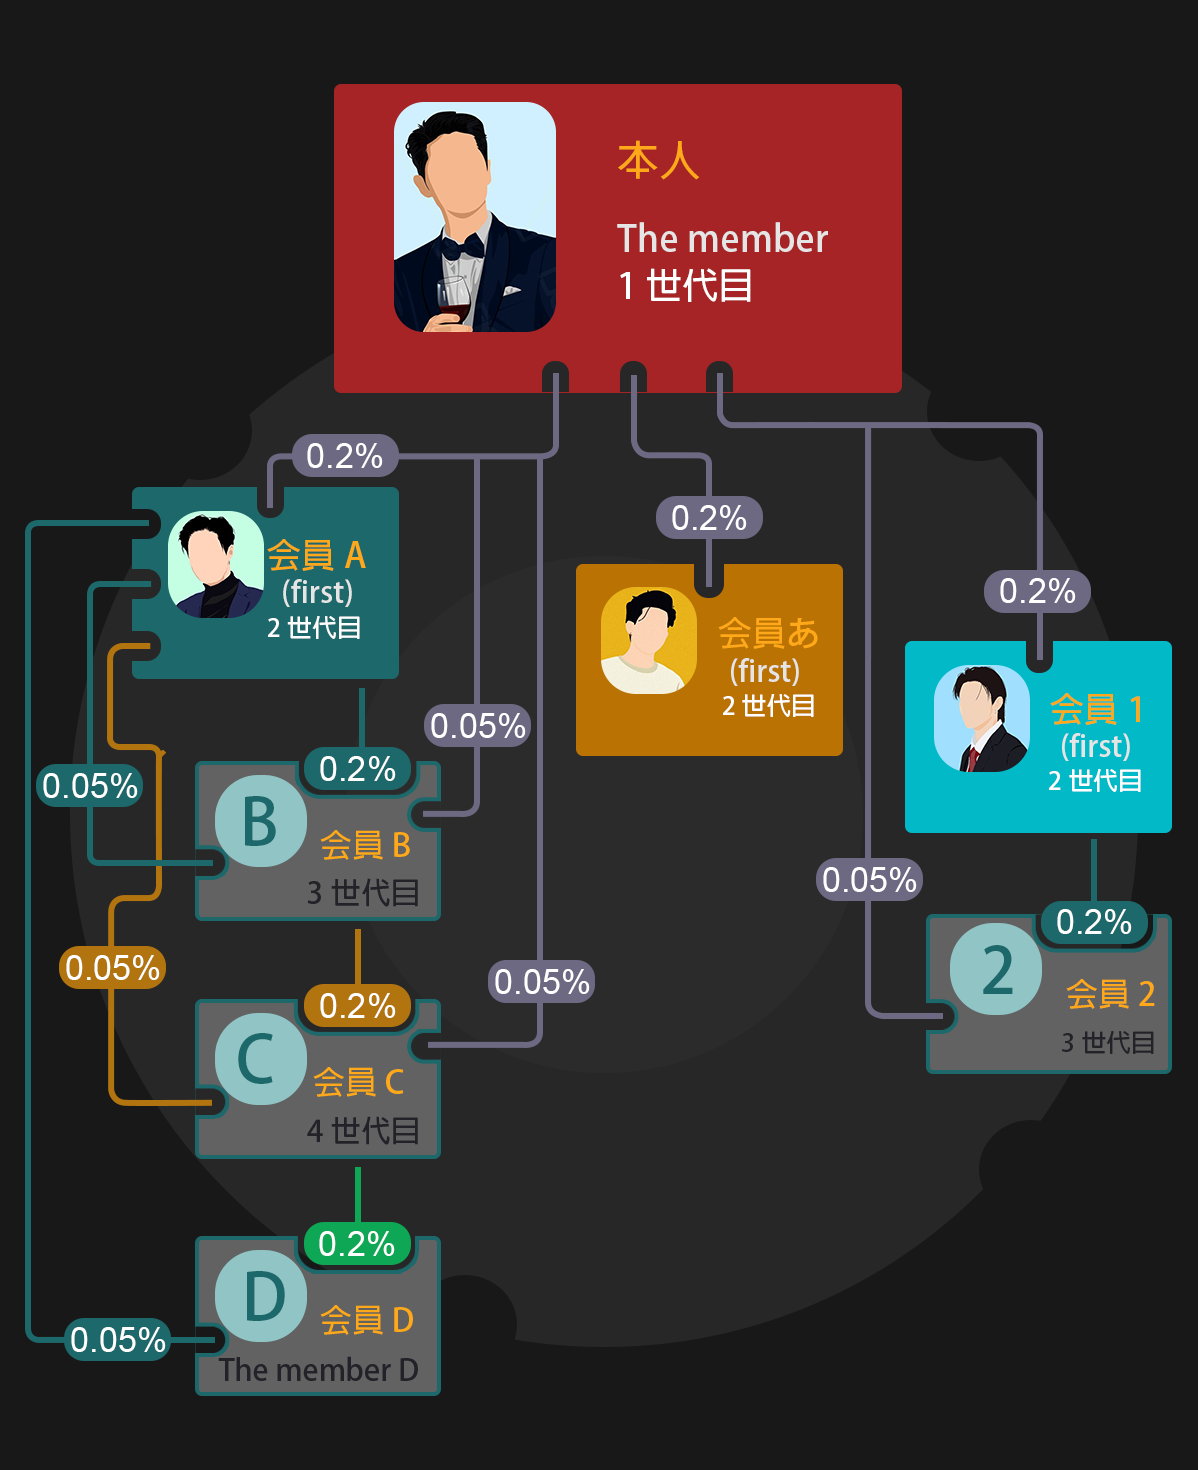 本人
The member
1 世代目
0.2%
0.2%
0.2%
会員 A
(first)
2 世代目
会員あ
(first)
2 世代目
会員 1
(first)
2 世代目
0.05%
0.2%
0.05%
B
会員 B
3 世代目
0.05%
0.2%
2
会員 2
3 世代目
0.05%
0.05%
0.2%
C
会員 C
4 世代目
0.2%
D
会員 D
The member D
0.05%